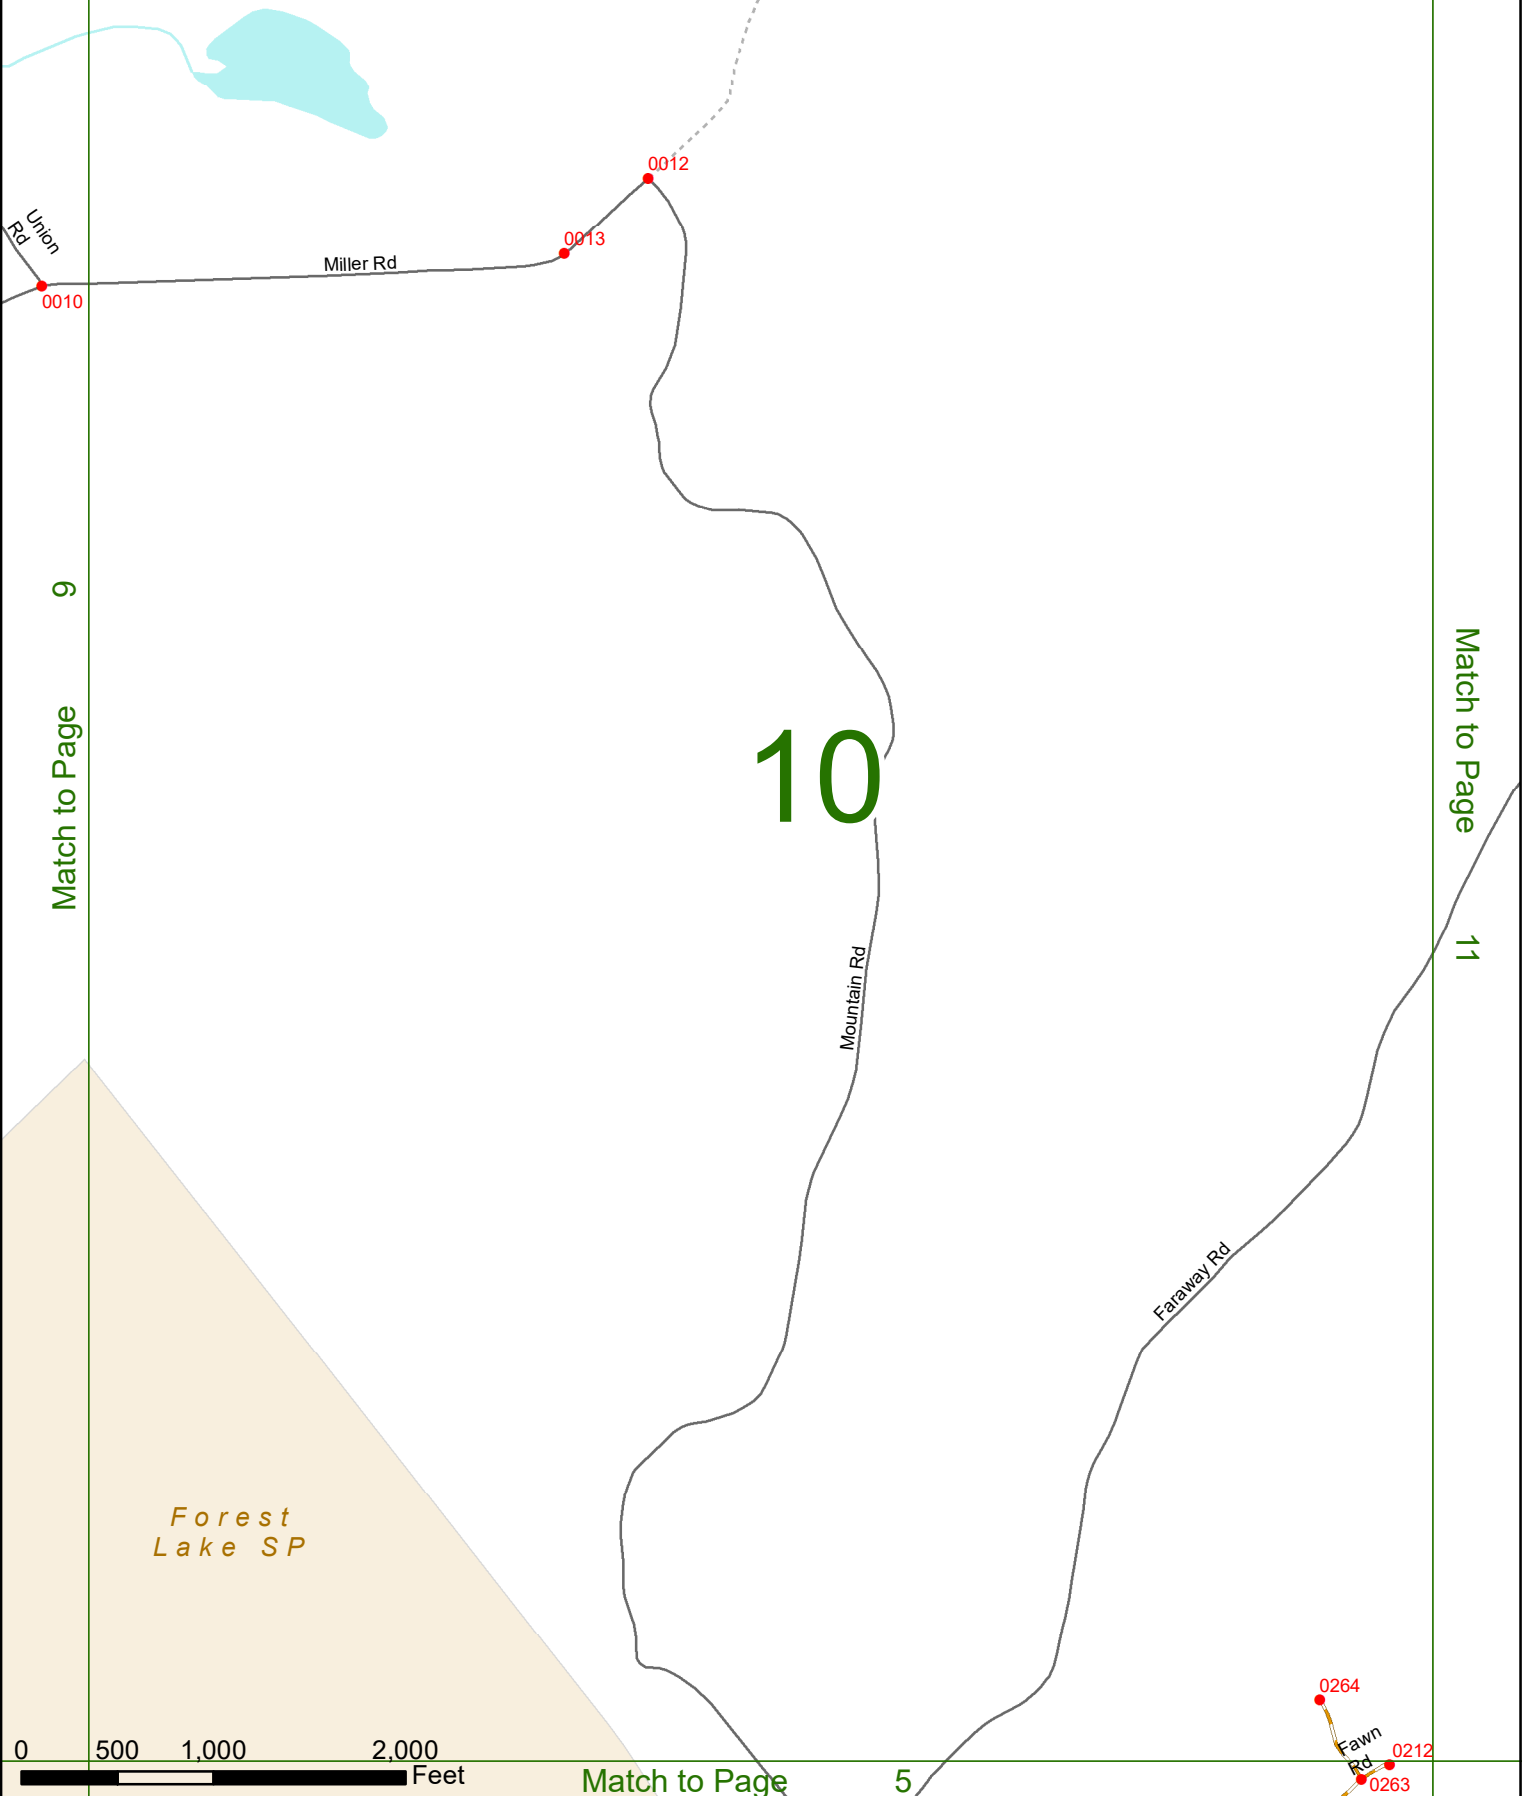 0012
Union
Rd
0013
Miller Rd
0010
Match to Page 9
Match to Page 11
10
Mountain Rd
Faraway Rd
Forest
Lake SP
0264
Fawn
Rd
0212
0263
0 500 1,000 2,000
Feet
Match to Page 5